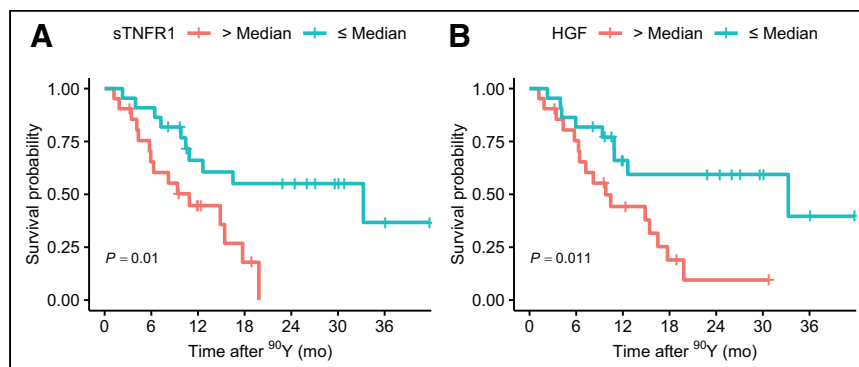 A
sTNFR1 > Median ≤ Median
1.00
0.75
0.50
0.25
0.00
Survival probability
P = 0.01
0 6 12 18 24 30 36
Time after ⁹⁰Y (mo)
B
HGF > Median ≤ Median
1.00
0.75
0.50
0.25
0.00
Survival probability
P = 0.011
0 6 12 18 24 30 36
Time after ⁹⁰Y (mo)